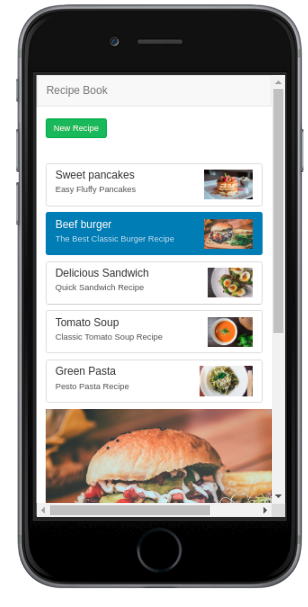 Recipe Book
New Recipe
Sweet pancakes
Easy Fluffy Pancakes
Beef burger
The Best Classic Burger Recipe
Delicious Sandwich
Quick Sandwich Recipe
Tomato Soup
Classic Tomato Soup Recipe
Green Pasta
Pesto Pasta Recipe